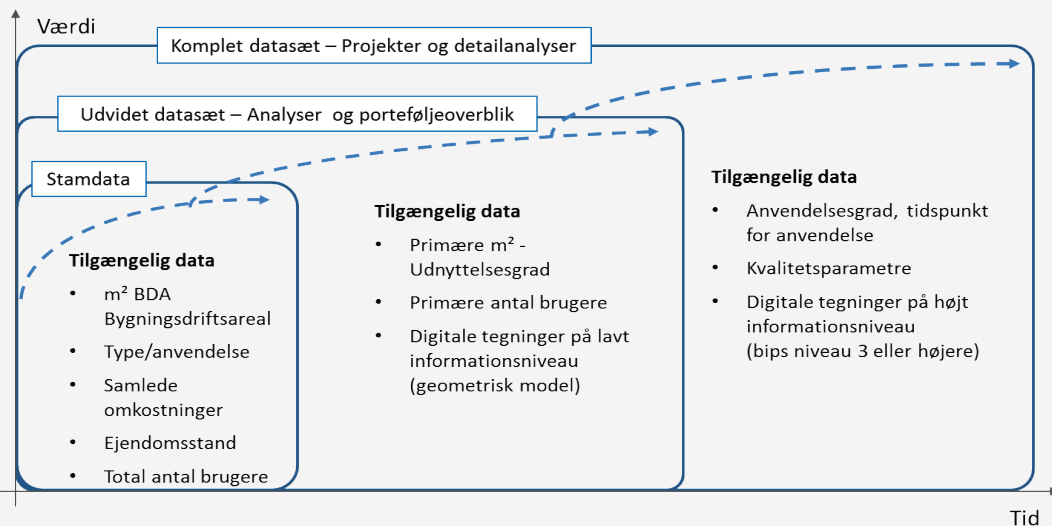 Værdi
Komplet datasæt – Projekter og detailanalyser
Udvidet datasæt – Analyser og porteføljeoverblik
Stamdata
Tilgængelig data
• m² BDA
Bygningsdriftsareal
• Type/anvendelse
• Samlede
omkostninger
• Ejendomsstand
• Total antal brugere
Tilgængelig data
• Primære m² -
Udnyttelsesgrad
• Primære antal brugere
• Digitale tegninger på lavt
informationsniveau
(geometrisk model)
Tilgængelig data
• Anvendelsesgrad, tidspunkt
for anvendelse
• Kvalitetsparametre
• Digitale tegninger på højt
informationsniveau
(bips niveau 3 eller højere)
Tid